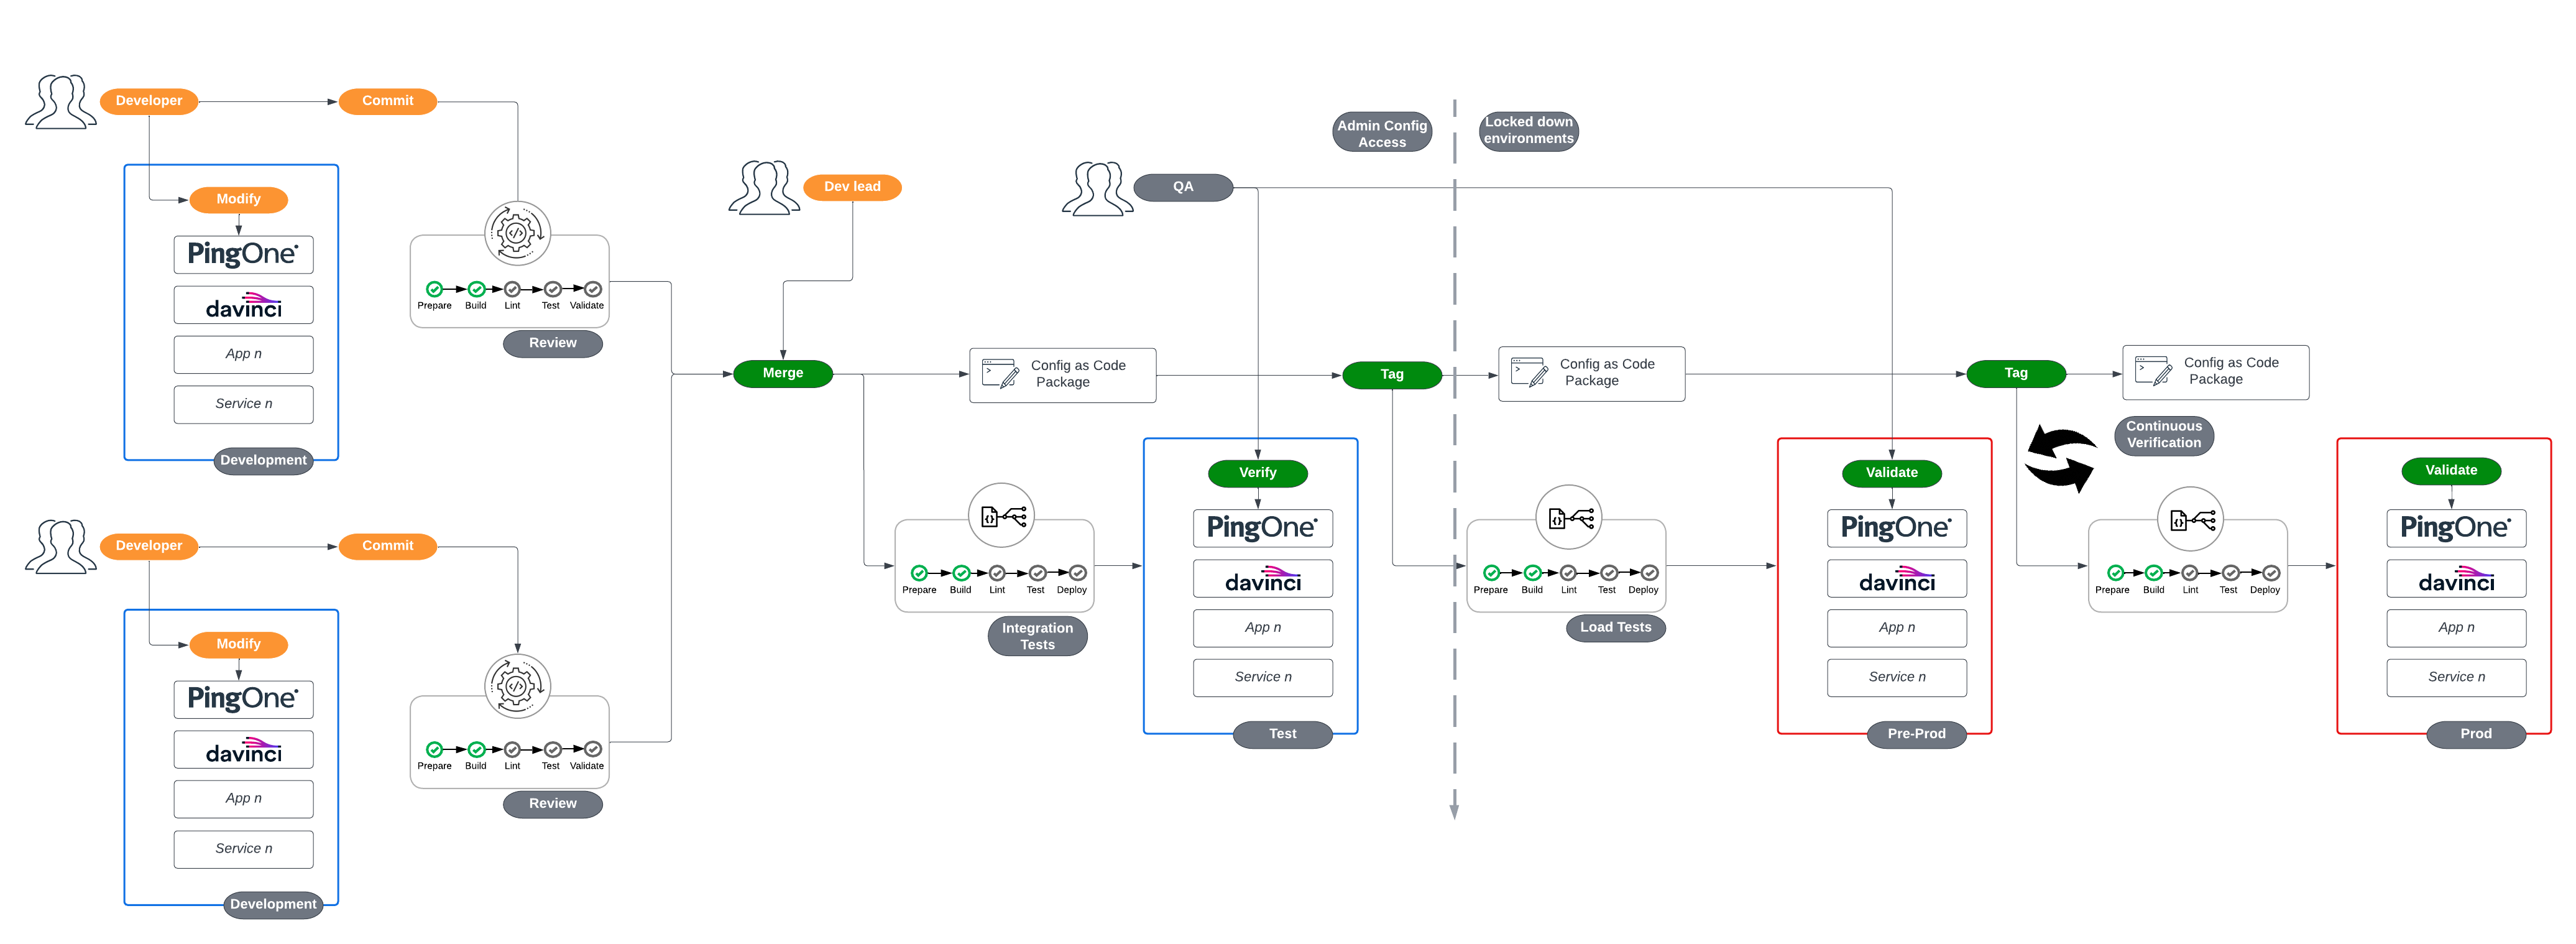 Developer
Commit
Modify
PingOne
davinci
App n
Service n
Development
Prepare
Build
Lint
Test
Validate
Review
Developer
Commit
Modify
PingOne
davinci
App n
Service n
Development
Prepare
Build
Lint
Test
Validate
Review
Dev lead
Merge
Config as Code
Package
Prepare
Build
Lint
Test
Deploy
Integration
Tests
QA
Verify
PingOne
davinci
App n
Service n
Test
Admin Config
Access
Locked down
environments
Tag
Config as Code
Package
Prepare
Build
Lint
Test
Deploy
Load Tests
Validate
PingOne
davinci
App n
Service n
Pre-Prod
Tag
Config as Code
Package
Continuous
Verification
Prepare
Build
Lint
Test
Deploy
Validate
PingOne
davinci
App n
Service n
Prod